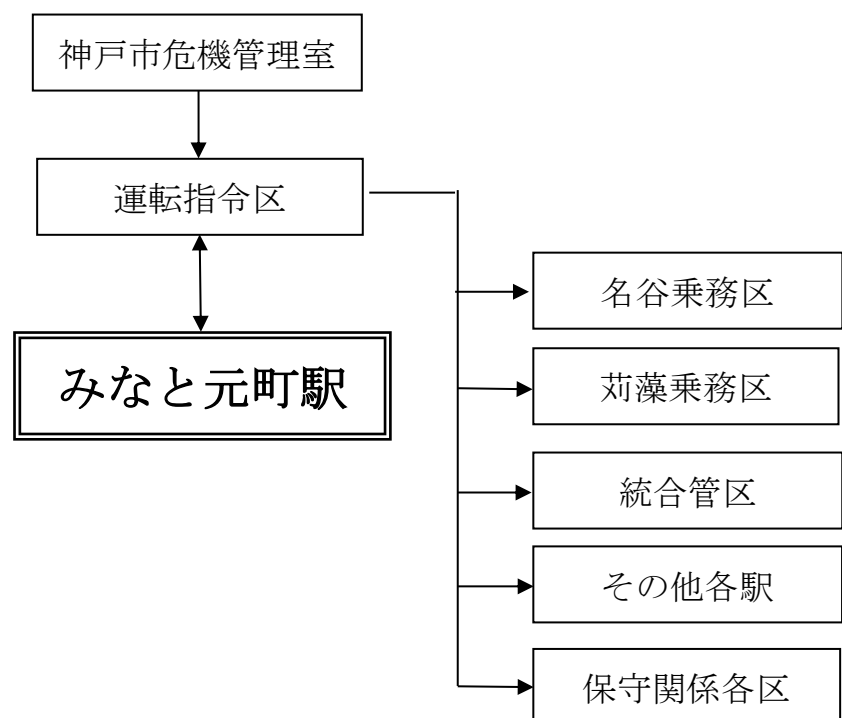 神戸市危機管理室
運転指令区
みなと元町駅
名谷乗務区
苅藻乗務区
統合管区
その他各駅
保守関係各区